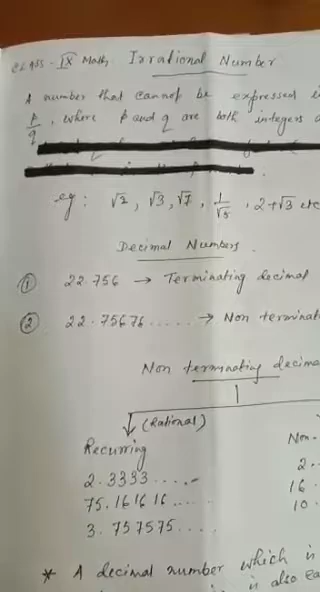 CLASS - IX Math. Irrational Number
A number that cannot be expressed
p/q, where p and q are both integers
eg: √2, √3, √7, 1/√5, 2+√3 etc
Decimal Numbers.
① 22.756 → Terminating decimal
② 22.75676...... → Non terminat
Non terminating decima
(Rational)
Recurring
Non.
2.3333.....
2.
75.161616.....
16.
3.757575....
10.
* A decimal number which is
is also